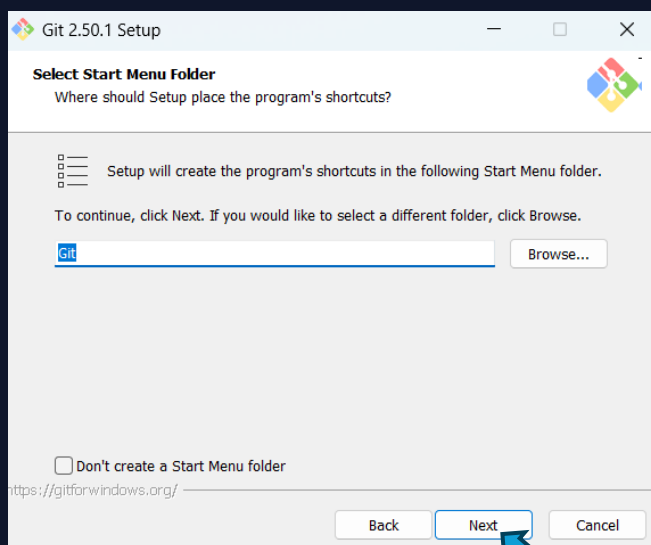 Git 2.50.1 Setup
Select Start Menu Folder
Where should Setup place the program's shortcuts?
Setup will create the program's shortcuts in the following Start Menu folder.
To continue, click Next. If you would like to select a different folder, click Browse.
Git
Browse...
Don't create a Start Menu folder
https://gitforwindows.org/
Back
Next
Cancel